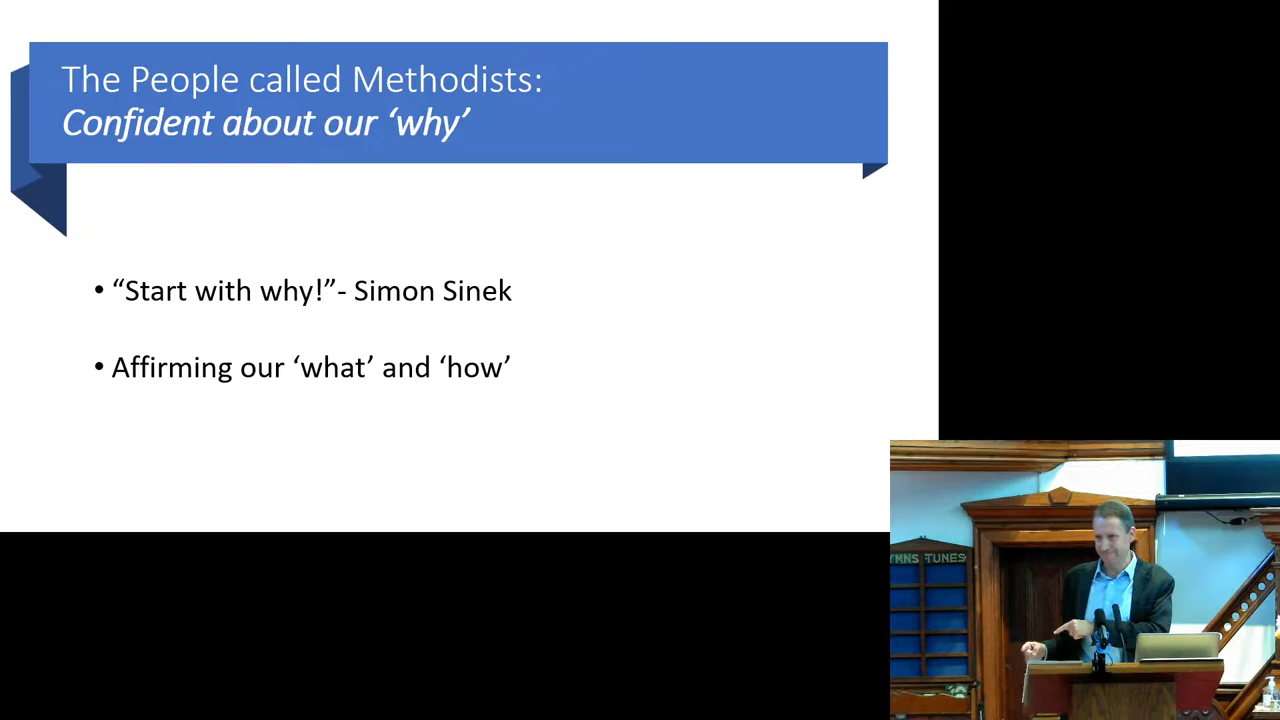 The People called Methodists:
Confident about our ‘why’
• “Start with why!”- Simon Sinek
• Affirming our ‘what’ and ‘how’
YMNS TUNES